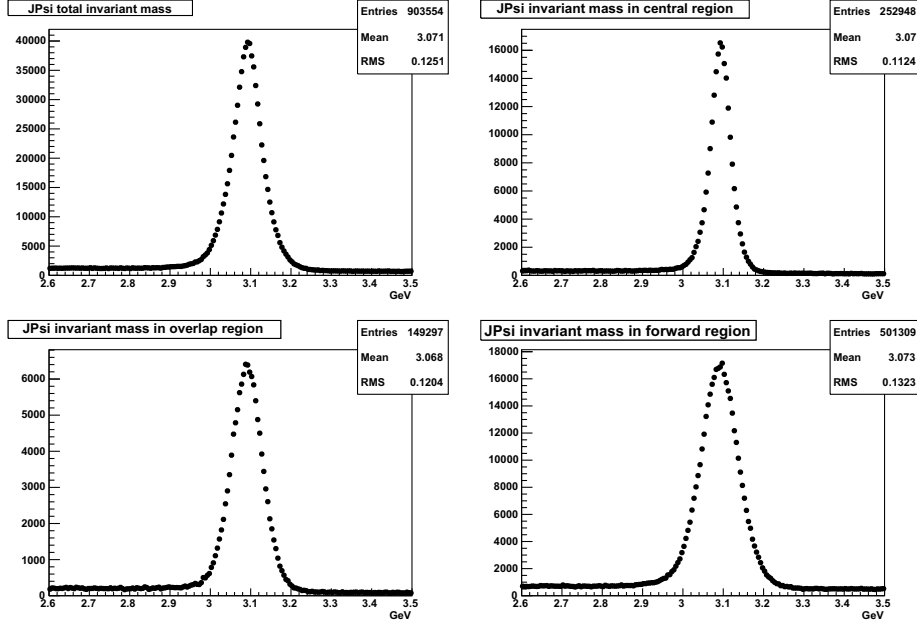 JPsi total invariant mass
Entries 903554
Mean 3.071
RMS 0.1251
40000
35000
30000
25000
20000
15000
10000
5000
0
2.6 2.7 2.8 2.9 3 3.1 3.2 3.3 3.4 3.5
GeV
JPsi invariant mass in central region
Entries 252948
Mean 3.07
RMS 0.1124
16000
14000
12000
10000
8000
6000
4000
2000
0
2.6 2.7 2.8 2.9 3 3.1 3.2 3.3 3.4 3.5
GeV
JPsi invariant mass in overlap region
Entries 149297
Mean 3.068
RMS 0.1204
6000
5000
4000
3000
2000
1000
0
2.6 2.7 2.8 2.9 3 3.1 3.2 3.3 3.4 3.5
GeV
JPsi invariant mass in forward region
Entries 501309
Mean 3.073
RMS 0.1323
18000
16000
14000
12000
10000
8000
6000
4000
2000
0
2.6 2.7 2.8 2.9 3 3.1 3.2 3.3 3.4 3.5
GeV